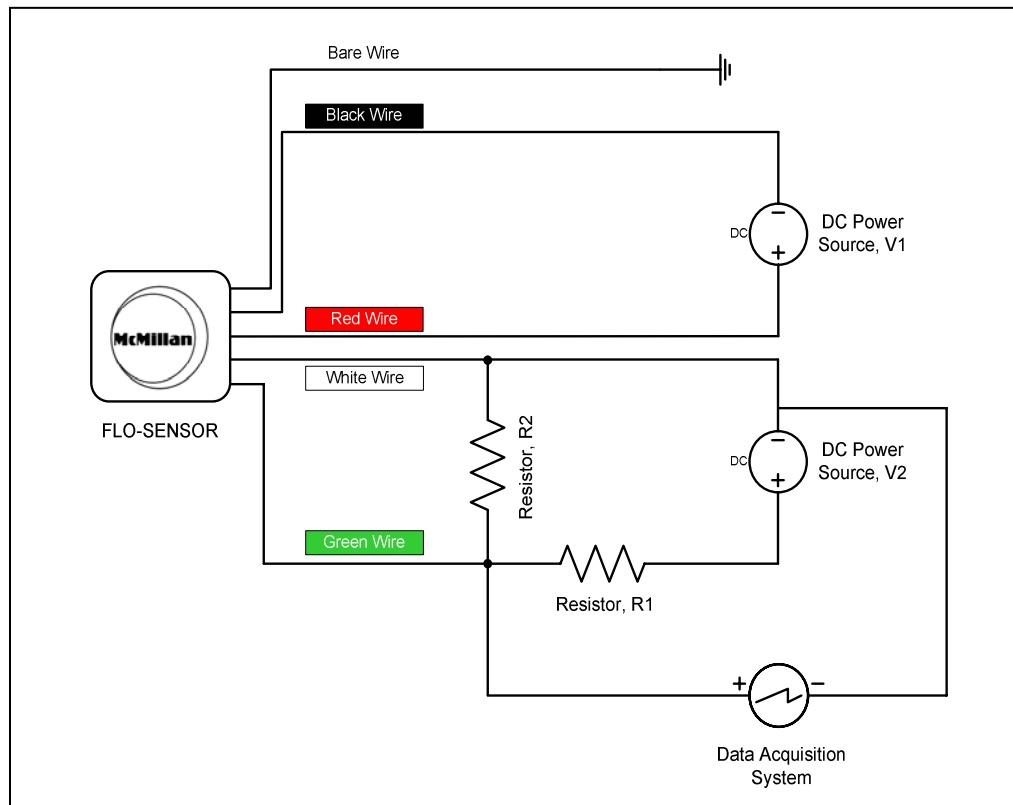 Bare Wire
Black Wire
−
DC
+
DC Power
Source, V1
McMillan
Red Wire
White Wire
FLO-SENSOR
Resistor, R2
−
DC
+
DC Power
Source, V2
Green Wire
Resistor, R1
+
−
Data Acquisition
System